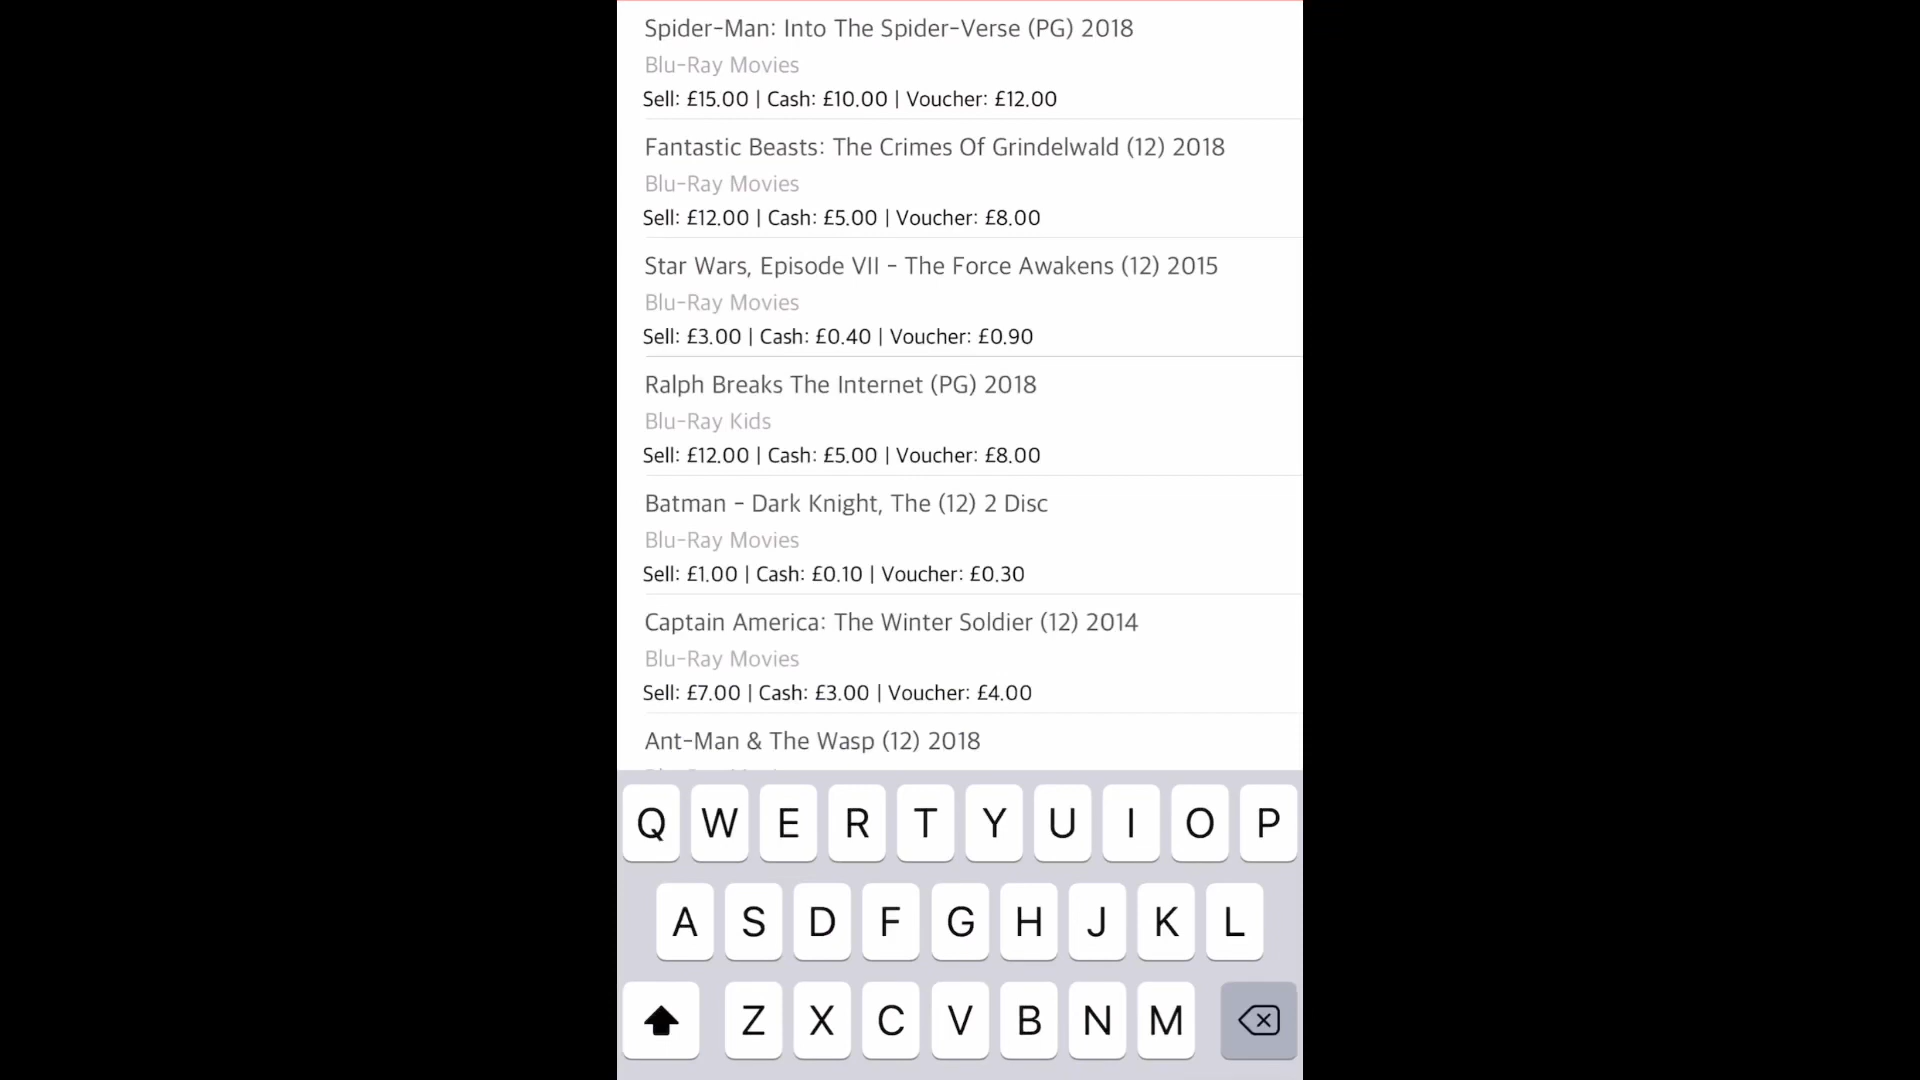 Spider-Man: Into The Spider-Verse (PG) 2018
Blu-Ray Movies
Sell: £15.00 | Cash: £10.00 | Voucher: £12.00
Fantastic Beasts: The Crimes Of Grindelwald (12) 2018
Blu-Ray Movies
Sell: £12.00 | Cash: £5.00 | Voucher: £8.00
Star Wars, Episode VII - The Force Awakens (12) 2015
Blu-Ray Movies
Sell: £3.00 | Cash: £0.40 | Voucher: £0.90
Ralph Breaks The Internet (PG) 2018
Blu-Ray Kids
Sell: £12.00 | Cash: £5.00 | Voucher: £8.00
Batman - Dark Knight, The (12) 2 Disc
Blu-Ray Movies
Sell: £1.00 | Cash: £0.10 | Voucher: £0.30
Captain America: The Winter Soldier (12) 2014
Blu-Ray Movies
Sell: £7.00 | Cash: £3.00 | Voucher: £4.00
Ant-Man & The Wasp (12) 2018
Q W E R T Y U I O P
A S D F G H J K L
Z X C V B N M